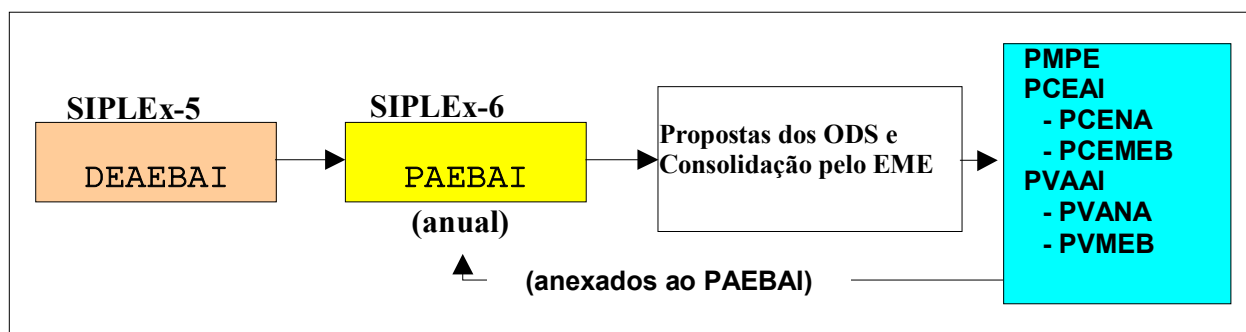 SIPLEx-5
DEAEBAI
SIPLEx-6
PAEBAI
(anual)
Propostas dos ODS e
Consolidação pelo EME
PMPE
PCEAI
- PCENA
- PCEMEB
PVAAI
- PVANA
- PVMEB
(anexados ao PAEBAI)